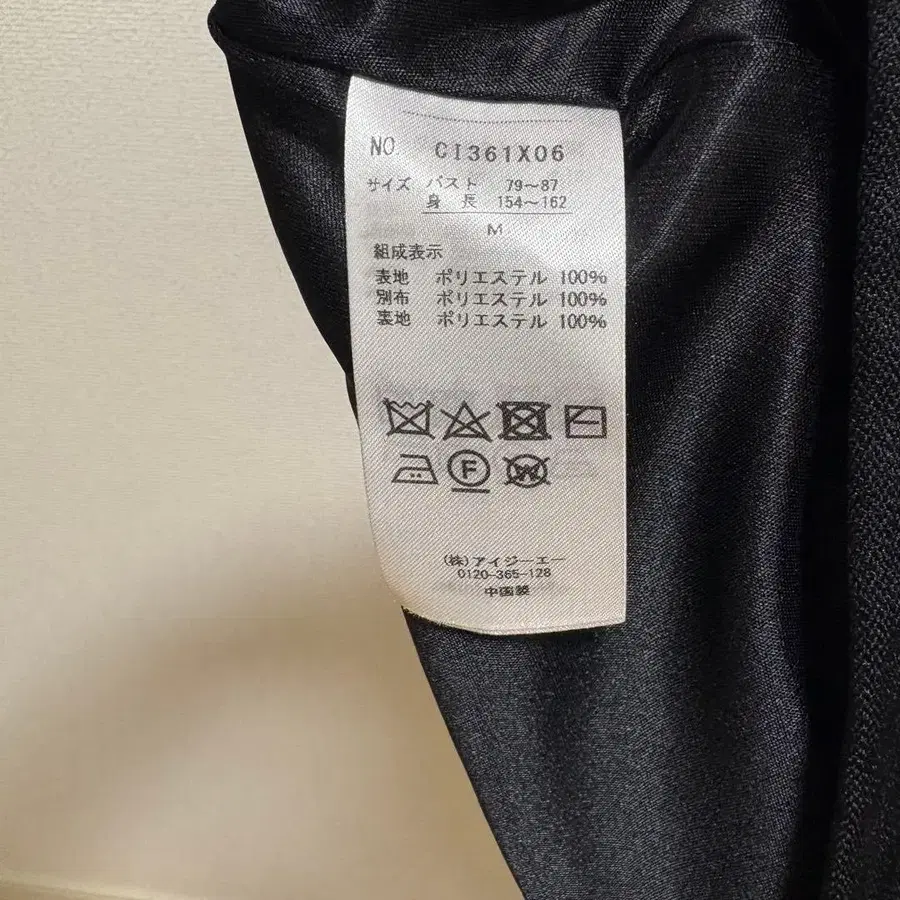 NO. CI361X06
サイズ バスト 79〜87
身長 154〜162
M
組成表示
表地 ポリエステル 100%
別布 ポリエステル 100%
裏地 ポリエステル 100%
F
W
(株)アイジーエー
0120-365-128
中国製